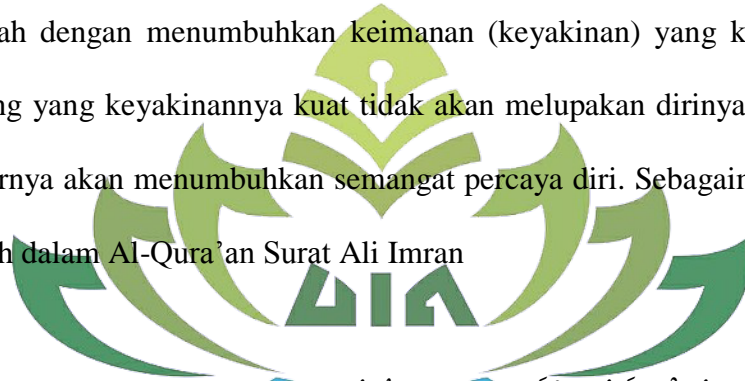 ah dengan menumbuhkan keimanan (keyakinan) yang k
ng yang keyakinannya kuat tidak akan melupakan dirinya
rnya akan menumbuhkan semangat percaya diri. Sebagain
h dalam Al-Qura’an Surat Ali Imran
UIN